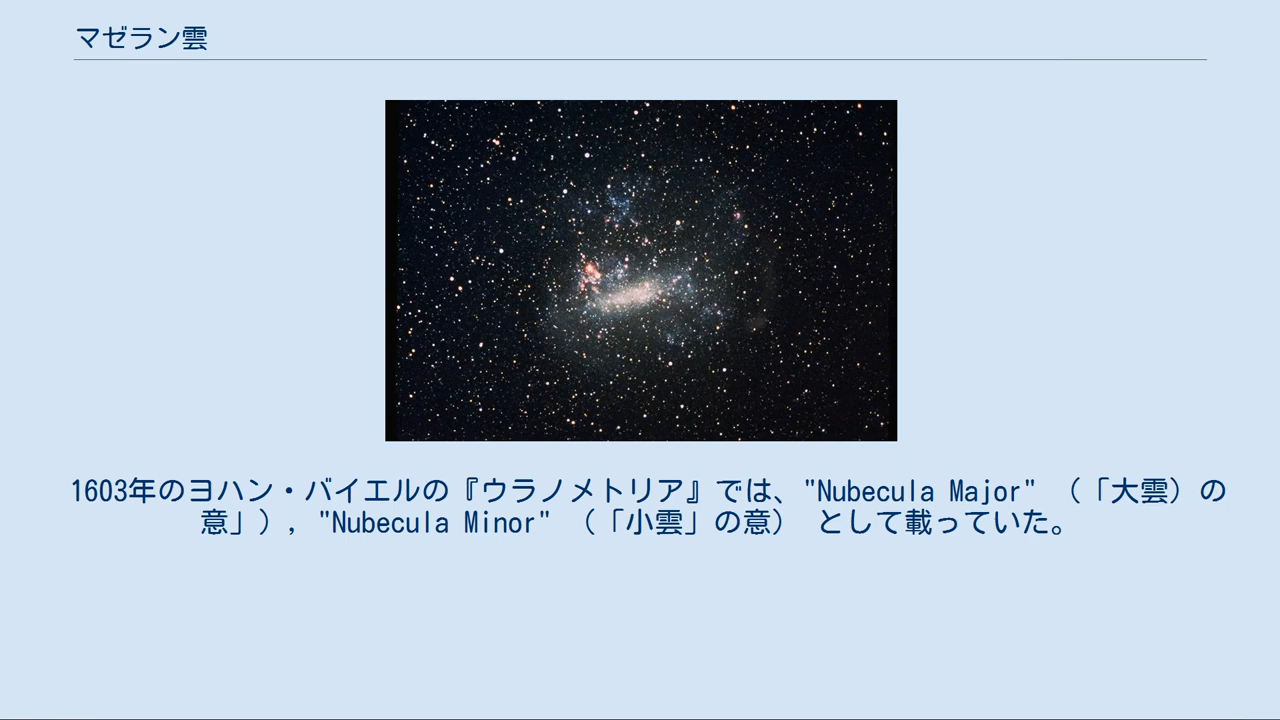 マゼラン雲
1603年のヨハン・バイエルの『ウラノメトリア』では、"Nubecula Major" （「大雲）の
意」）, "Nubecula Minor" （「小雲」の意） として載っていた。